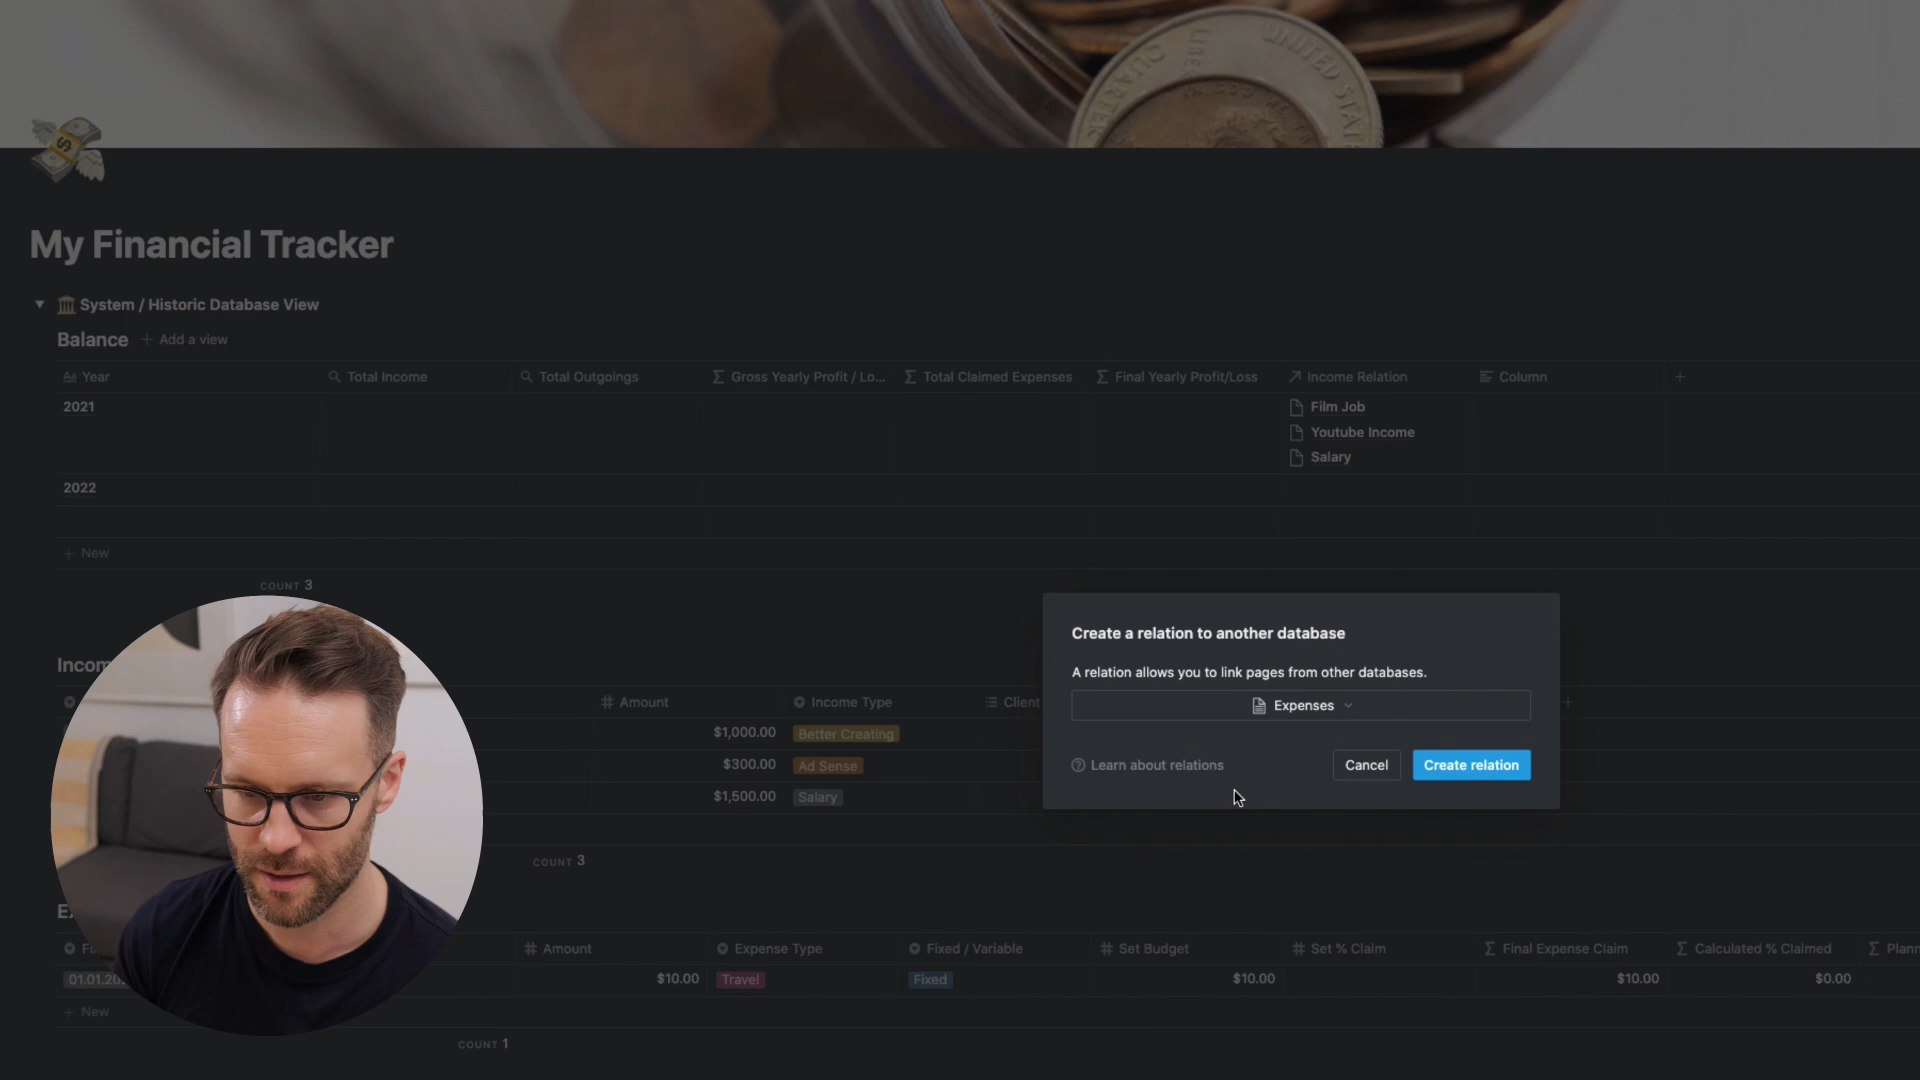 QUARTER
LIBER
UNITED STA
My Financial Tracker
System / Historic Database View
Balance + Add a view
Aa Year Total Income Total Outgoings Σ Gross Yearly Profit / Lo... Σ Total Claimed Expenses Σ Final Yearly Profit/Loss Income Relation Column +
2021 Film Job
Youtube Income
Salary
2022
+ New
COUNT 3
Create a relation to another database
A relation allows you to link pages from other databases.
Expenses
Learn about relations Cancel Create relation
Incom
# Amount Income Type Client +
$1,000.00 Better Creating
$300.00 Ad Sense
$1,500.00 Salary
COUNT 3
# Amount Expense Type Fixed / Variable # Set Budget # Set % Claim Σ Final Expense Claim Σ Calculated % Claimed Σ Plann
01.01.20 $10.00 Travel Fixed $10.00 $10.00 $0.00
+ New
COUNT 1